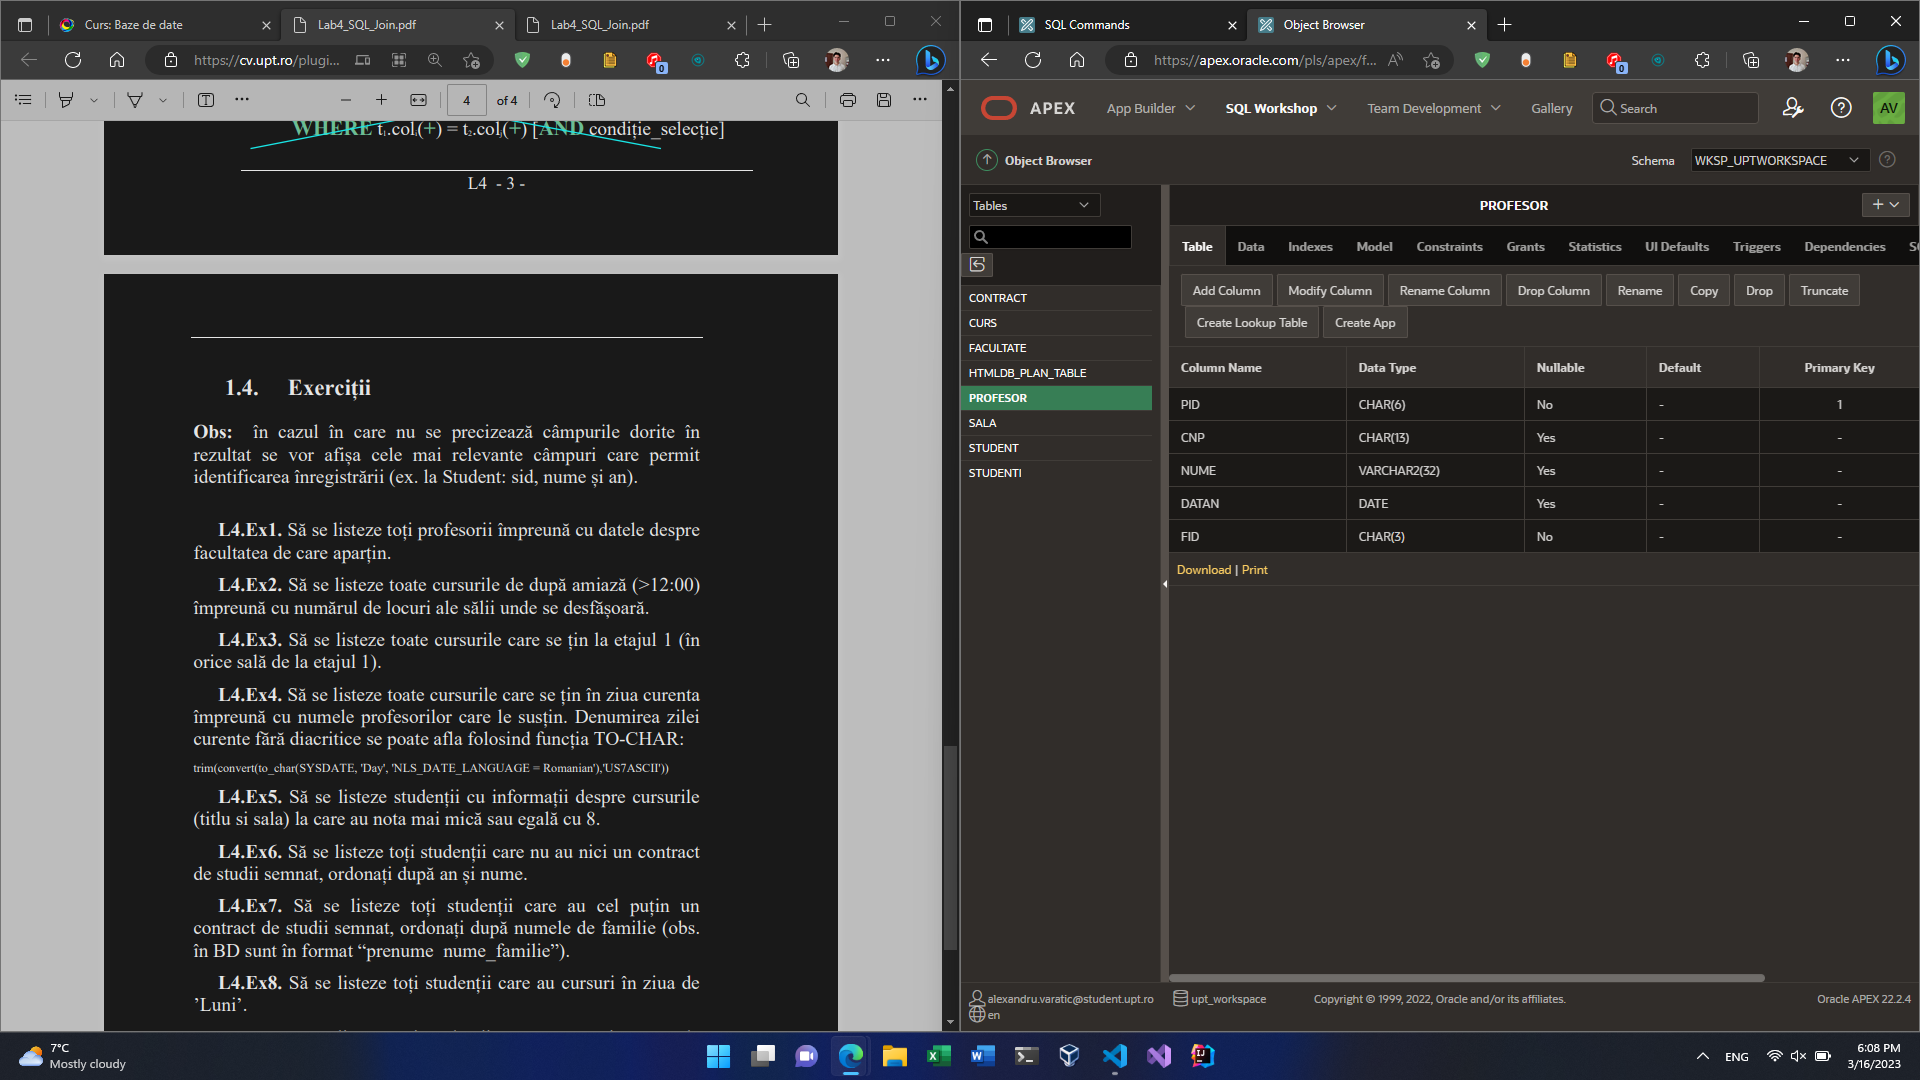 Curs: Baze de date
Lab4_SQL_Join.pdf
Lab4_SQL_Join.pdf
https://cv.upt.ro/plugi...
4 of 4
WHERE t1.coli(+) = t2.colj(+) [AND condiție_selecție]
L4 - 3 -
1.4. Exerciții
Obs: în cazul în care nu se precizează câmpurile dorite în
rezultat se vor afișa cele mai relevante câmpuri care permit
identificarea înregistrării (ex. la Student: sid, nume și an).
L4.Ex1. Să se listeze toți profesorii împreună cu datele despre
facultatea de care aparțin.
L4.Ex2. Să se listeze toate cursurile de după amiază (>12:00)
împreună cu numărul de locuri ale sălii unde se desfășoară.
L4.Ex3. Să se listeze toate cursurile care se țin la etajul 1 (în
orice sală de la etajul 1).
L4.Ex4. Să se listeze toate cursurile care se țin în ziua curenta
împreună cu numele profesorilor care le susțin. Denumirea zilei
curente fără diacritice se poate afla folosind funcția TO-CHAR:
trim(convert(to_char(SYSDATE, 'Day', 'NLS_DATE_LANGUAGE = Romanian'),'US7ASCII'))
L4.Ex5. Să se listeze studenții cu informații despre cursurile
(titlu si sala) la care au nota mai mică sau egală cu 8.
L4.Ex6. Să se listeze toți studenții care nu au nici un contract
de studii semnat, ordonați după an și nume.
L4.Ex7. Să se listeze toți studenții care au cel puțin un
contract de studii semnat, ordonați după numele de familie (obs.
în BD sunt în format “prenume nume_familie”).
L4.Ex8. Să se listeze toți studenții care au cursuri în ziua de
’Luni’.
SQL Commands
Object Browser
https://apex.oracle.com/pls/apex/f...
APEX
App Builder
SQL Workshop
Team Development
Gallery
Search
AV
Object Browser
Schema
WKSP_UPTWORKSPACE
Tables
CONTRACT
CURS
FACULTATE
HTMLDB_PLAN_TABLE
PROFESOR
SALA
STUDENT
STUDENTI
PROFESOR
Table Data Indexes Model Constraints Grants Statistics UI Defaults Triggers Dependencies
Add Column Modify Column Rename Column Drop Column Rename Copy Drop Truncate
Create Lookup Table Create App
Column Name Data Type Nullable Default Primary Key
PID CHAR(6) No - 1
CNP CHAR(13) Yes - -
NUME VARCHAR2(32) Yes - -
DATAN DATE Yes - -
FID CHAR(3) No - -
Download | Print
alexandru.varatic@student.upt.ro
upt_workspace
Copyright © 1999, 2022, Oracle and/or its affiliates.
Oracle APEX 22.2.4
en
7°C
Mostly cloudy
ENG
6:08 PM
3/16/2023